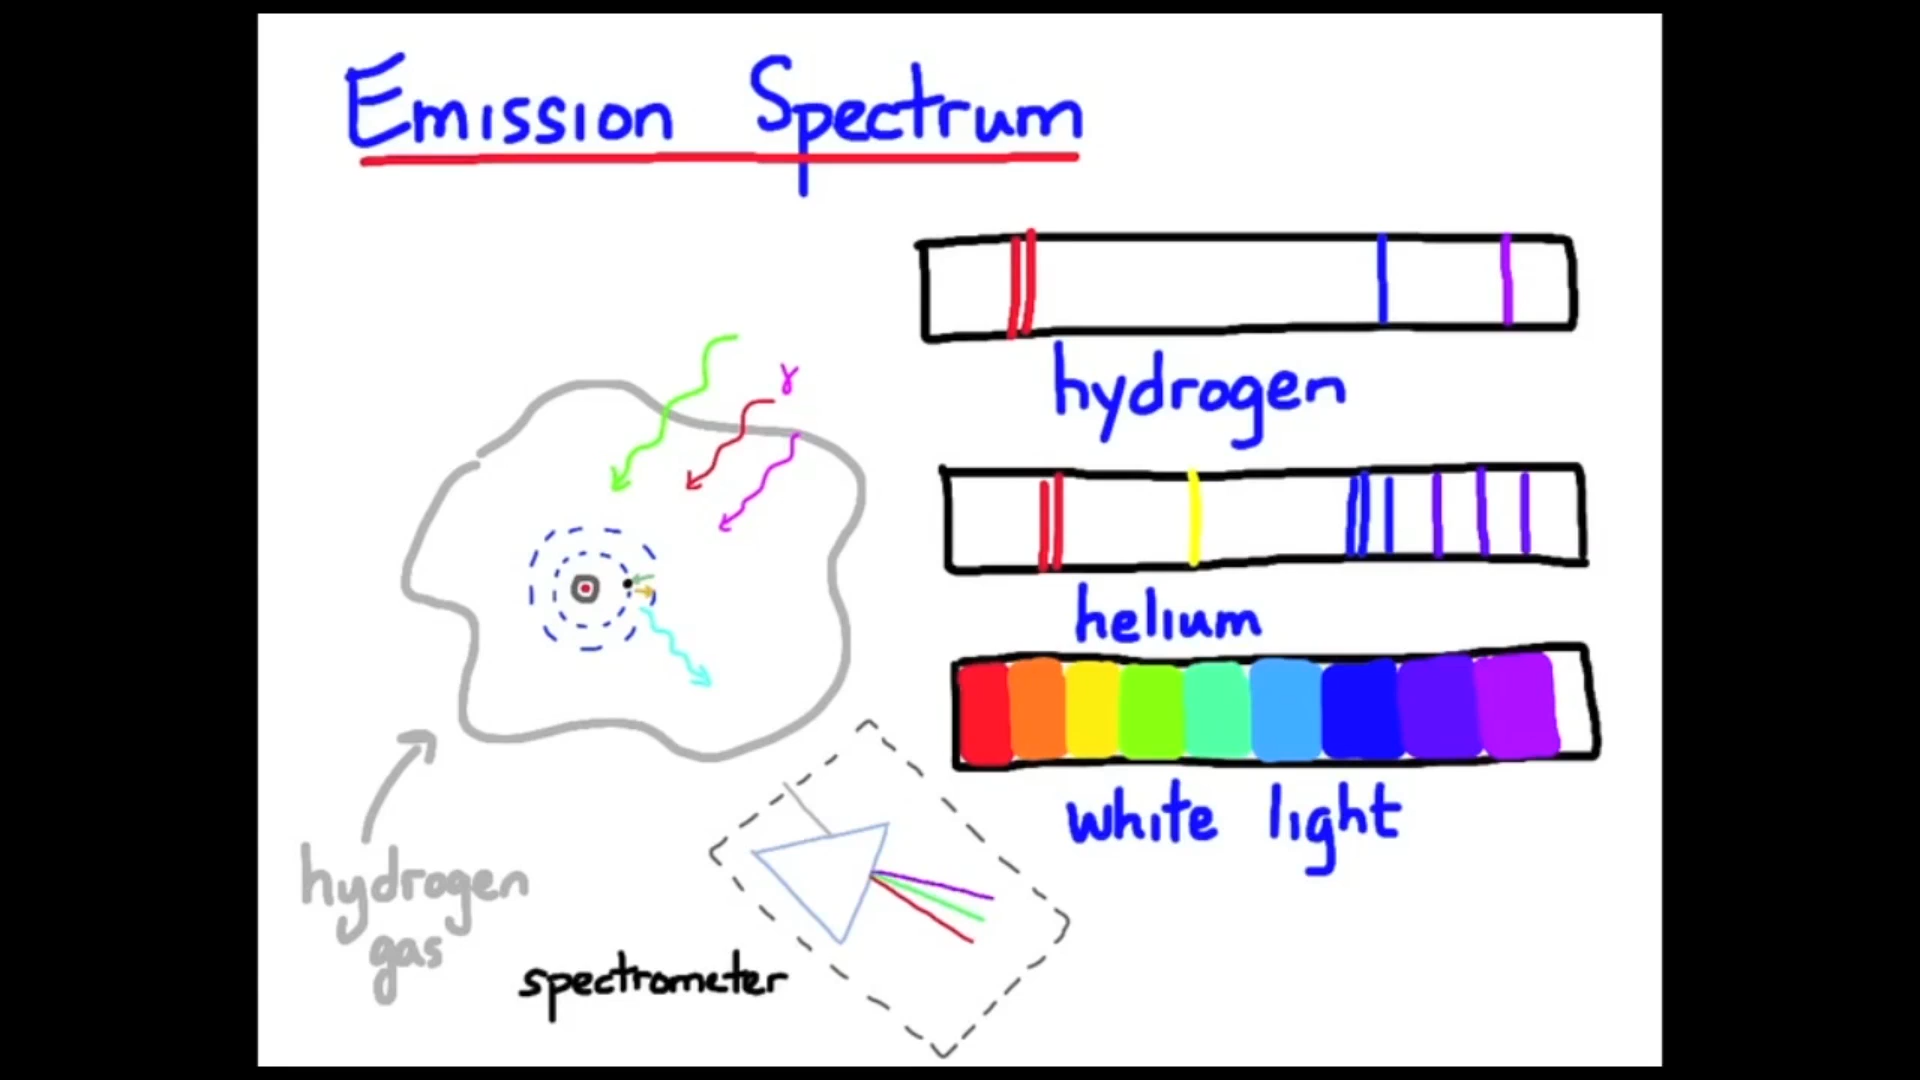 Emission Spectrum
hydrogen
γ
helium
white light
hydrogen
gas
spectrometer